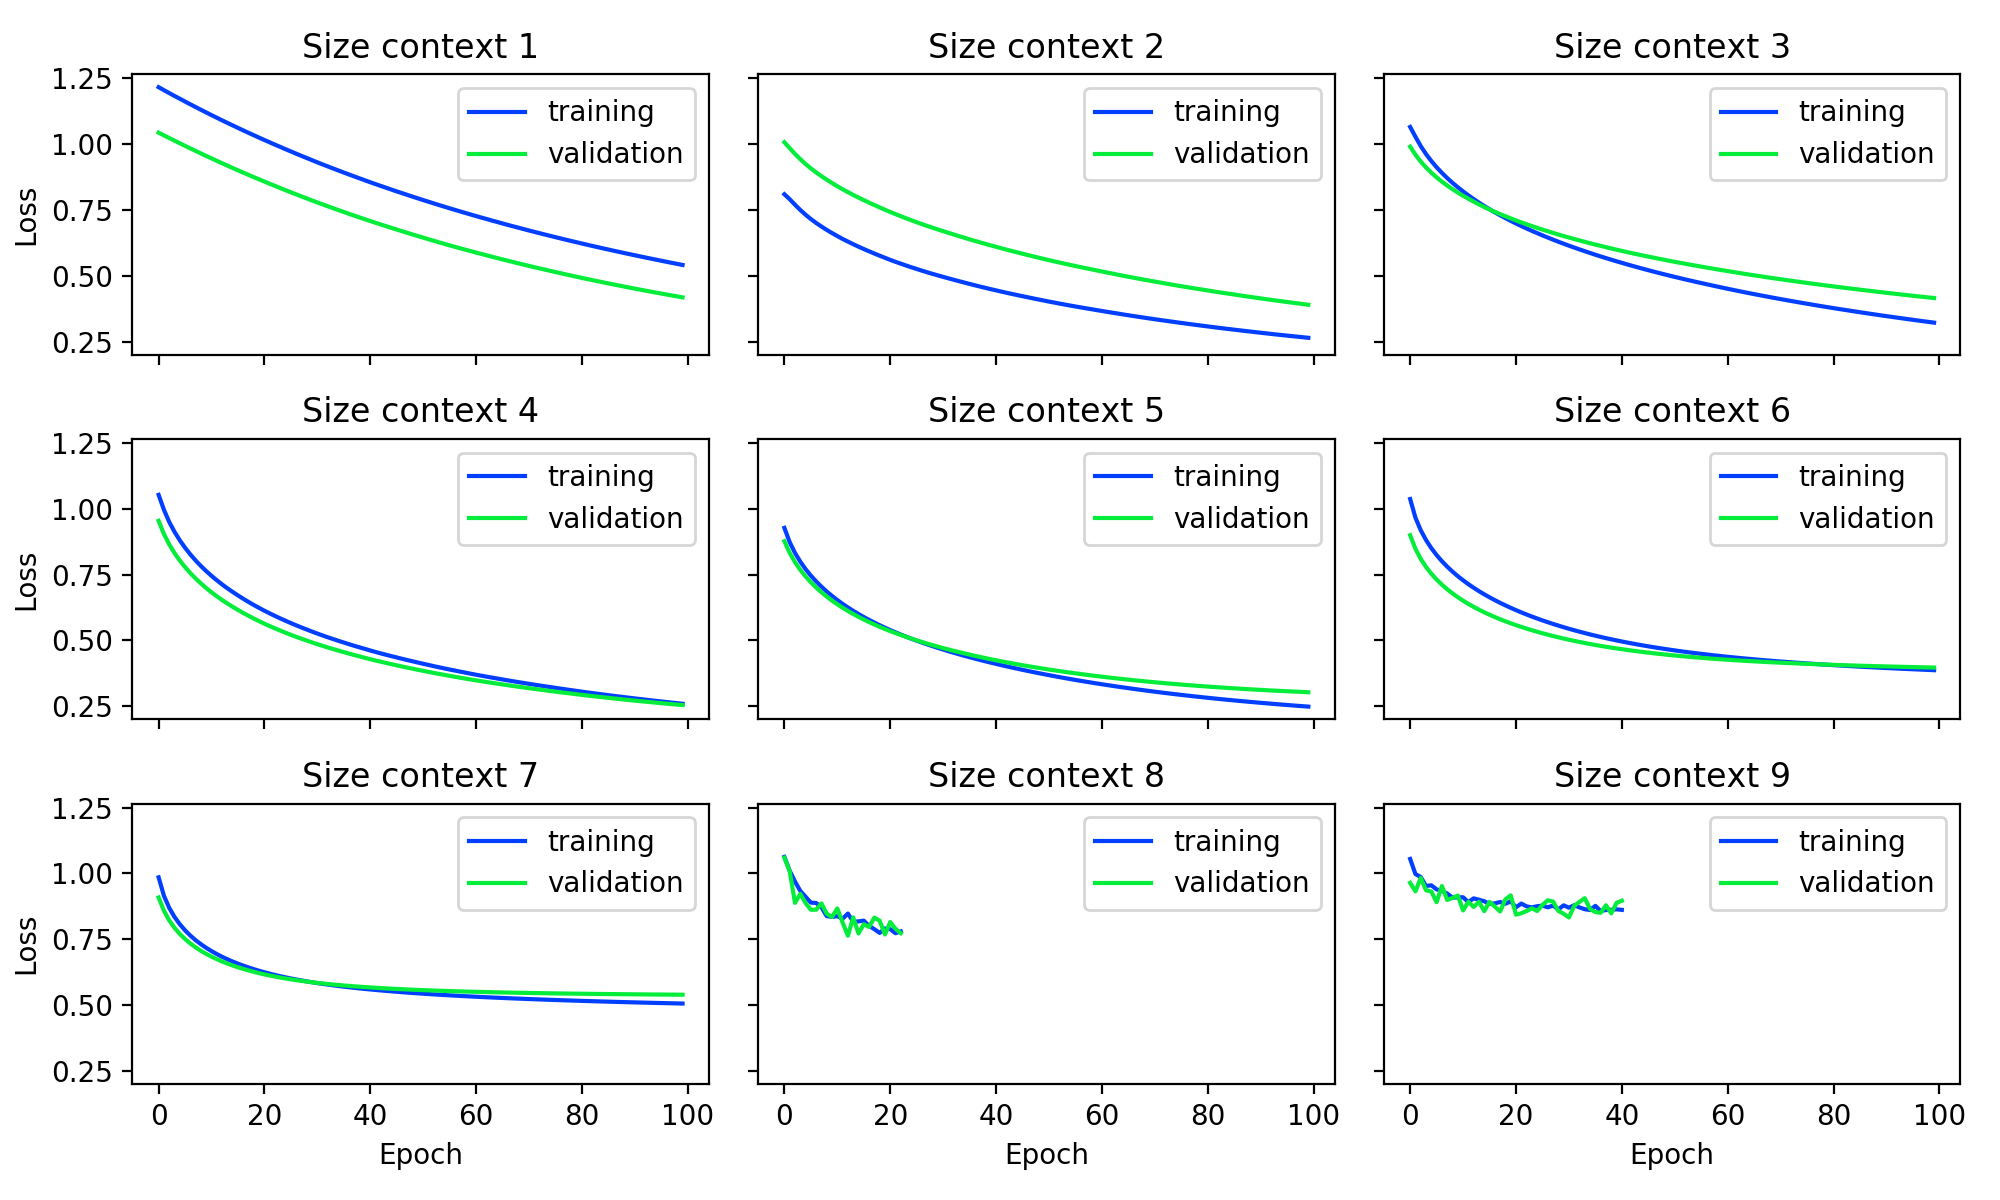 Size context 1
Size context 2
Size context 3
1.25
1.00
0.75
0.50
0.25
Loss
training
validation
training
validation
training
validation
Size context 4
Size context 5
Size context 6
1.25
1.00
0.75
0.50
0.25
Loss
training
validation
training
validation
training
validation
Size context 7
Size context 8
Size context 9
1.25
1.00
0.75
0.50
0.25
Loss
training
validation
training
validation
training
validation
0 20 40 60 80 100
0 20 40 60 80 100
0 20 40 60 80 100
Epoch
Epoch
Epoch